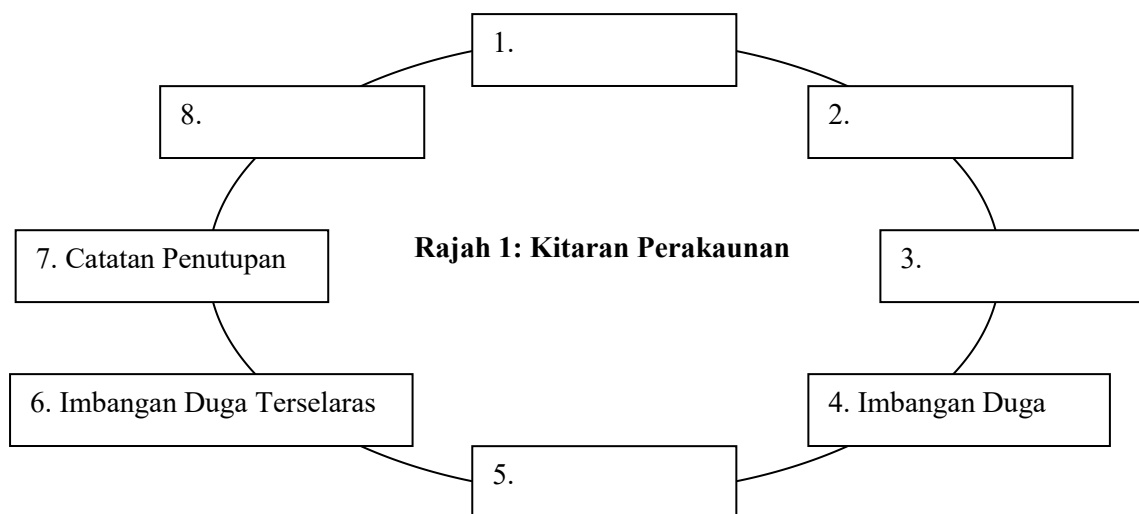 1.
8.
2.
7. Catatan Penutupan
Rajah 1: Kitaran Perakaunan
3.
6. Imbangan Duga Terselaras
4. Imbangan Duga
5.